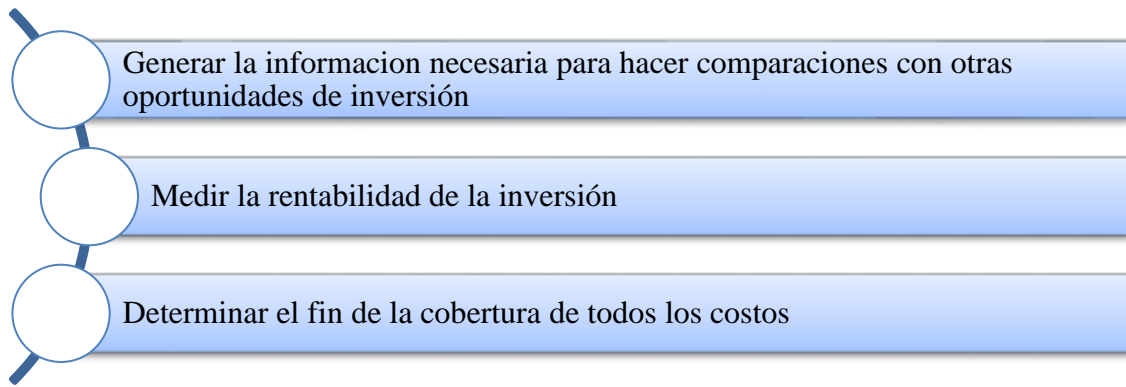 Generar la informacion necesaria para hacer comparaciones con otras
oportunidades de inversión
Medir la rentabilidad de la inversión
Determinar el fin de la cobertura de todos los costos